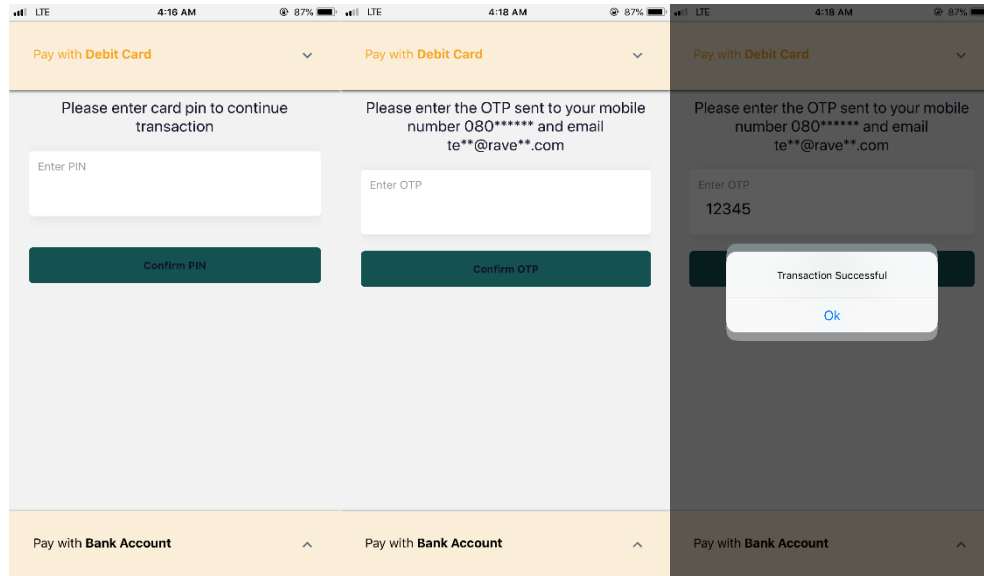 LTE 4:16 AM 87%
Pay with Debit Card
Please enter card pin to continue
transaction
Enter PIN
Confirm PIN
Pay with Bank Account
LTE 4:18 AM 87%
Pay with Debit Card
Please enter the OTP sent to your mobile
number 080****** and email
te**@rave**.com
Enter OTP
Confirm OTP
Pay with Bank Account
LTE 4:18 AM 87%
Pay with Debit Card
Please enter the OTP sent to your mobile
number 080****** and email
te**@rave**.com
Enter OTP
12345
Transaction Successful
Ok
Pay with Bank Account